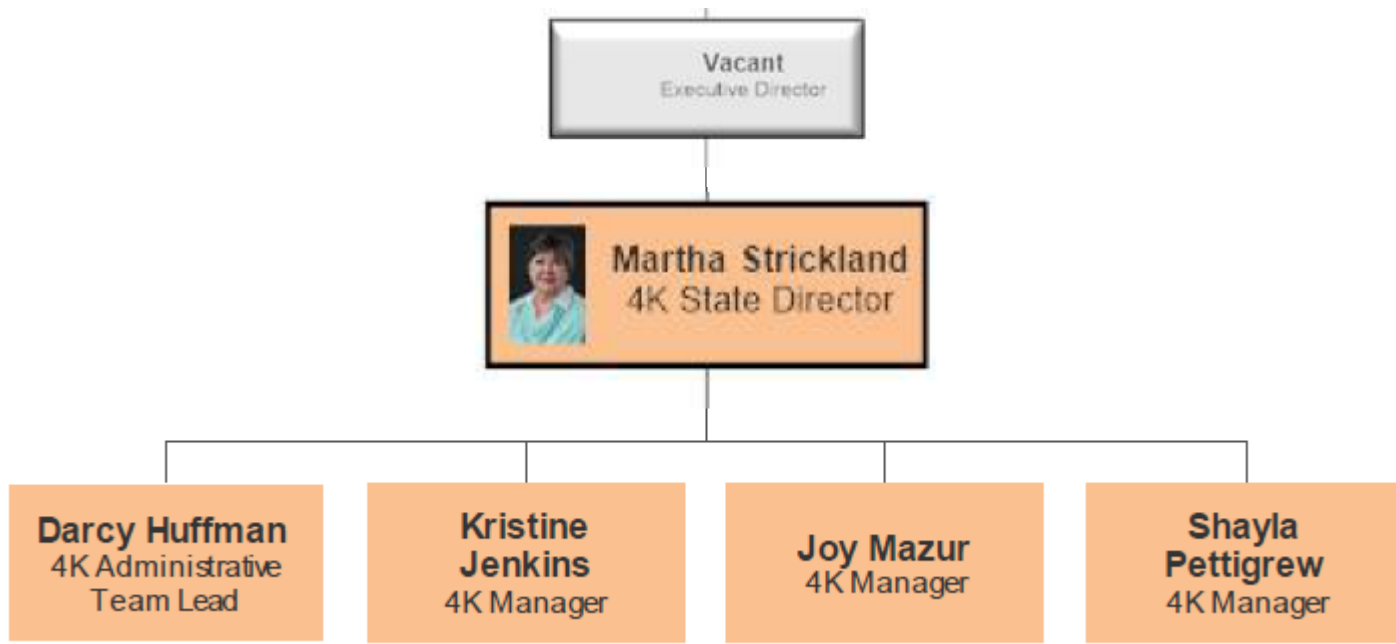 Vacant
Executive Director
Martha Strickland
4K State Director
Darcy Huffman
4K Administrative
Team Lead
Kristine
Jenkins
4K Manager
Joy Mazur
4K Manager
Shayla
Pettigrew
4K Manager